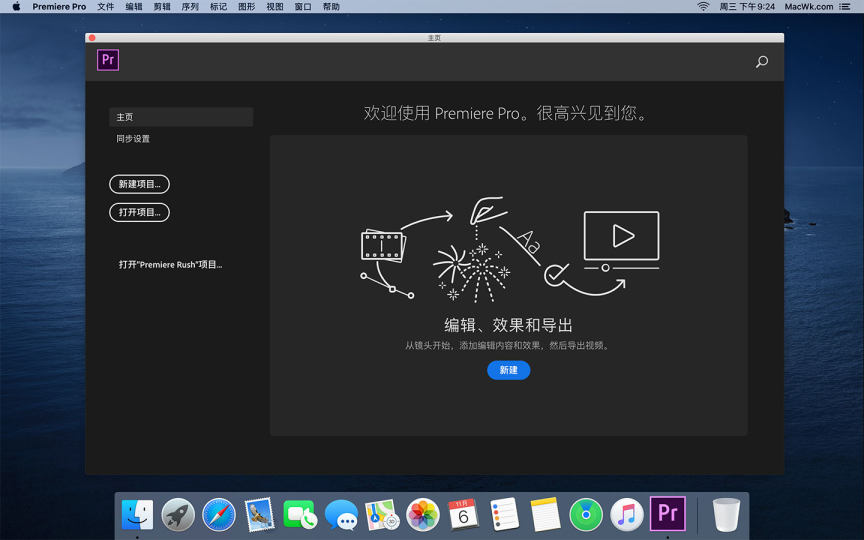 Premiere Pro 文件 编辑 剪辑 序列 标记 图形 视图 窗口 帮助 周三 下午9:24 MacWk.com
主页
Pr
欢迎使用 Premiere Pro。很高兴见到您。
主页
同步设置
新建项目...
打开项目...
打开"Premiere Rush"项目...
Aa
编辑、效果和导出
从镜头开始，添加编辑内容和效果，然后导出视频。
新建
11月
6
Pr